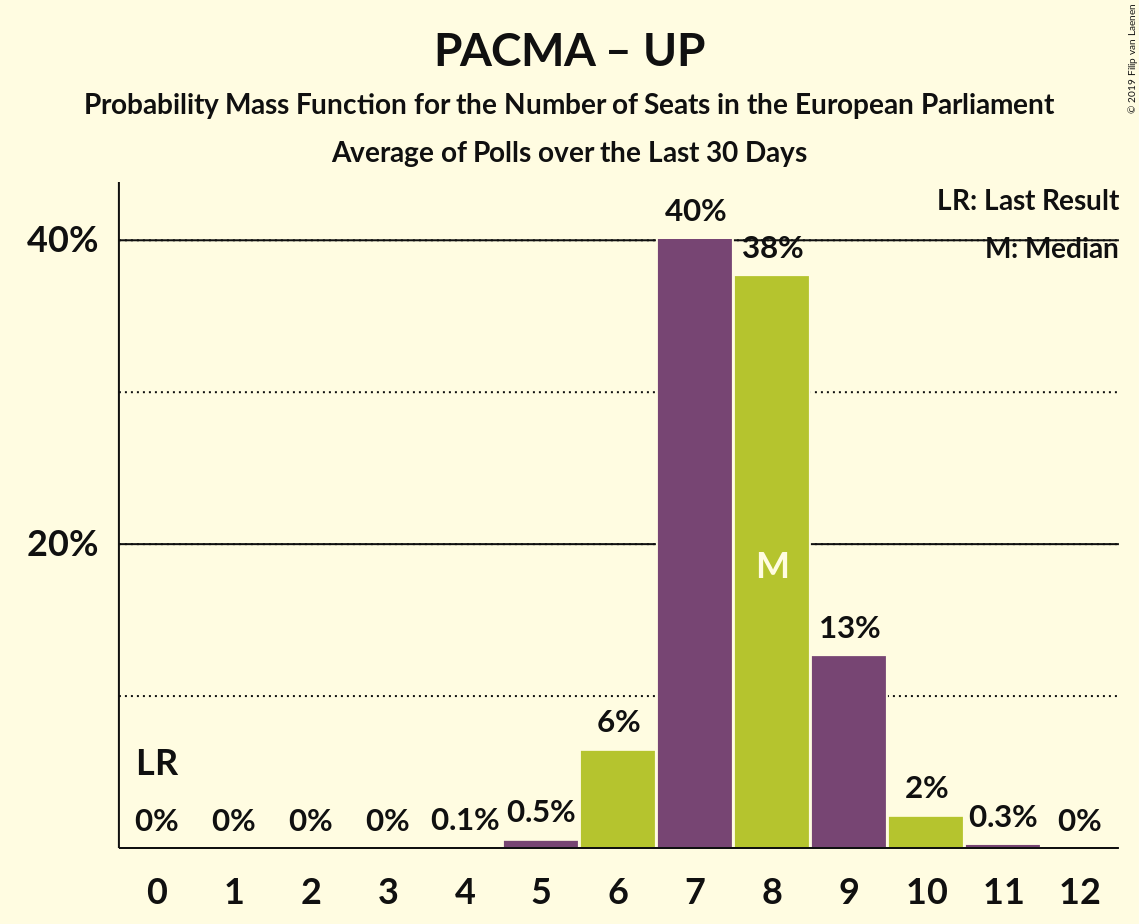 PACMA – UP
Probability Mass Function for the Number of Seats in the European Parliament
Average of Polls over the Last 30 Days
© 2019 Filip van Laenen
LR: Last Result
M: Median
40%
20%
40%
38%
M
13%
6%
LR
0% 0% 0% 0% 0.1% 0.5% 2% 0.3% 0%
0 1 2 3 4 5 6 7 8 9 10 11 12